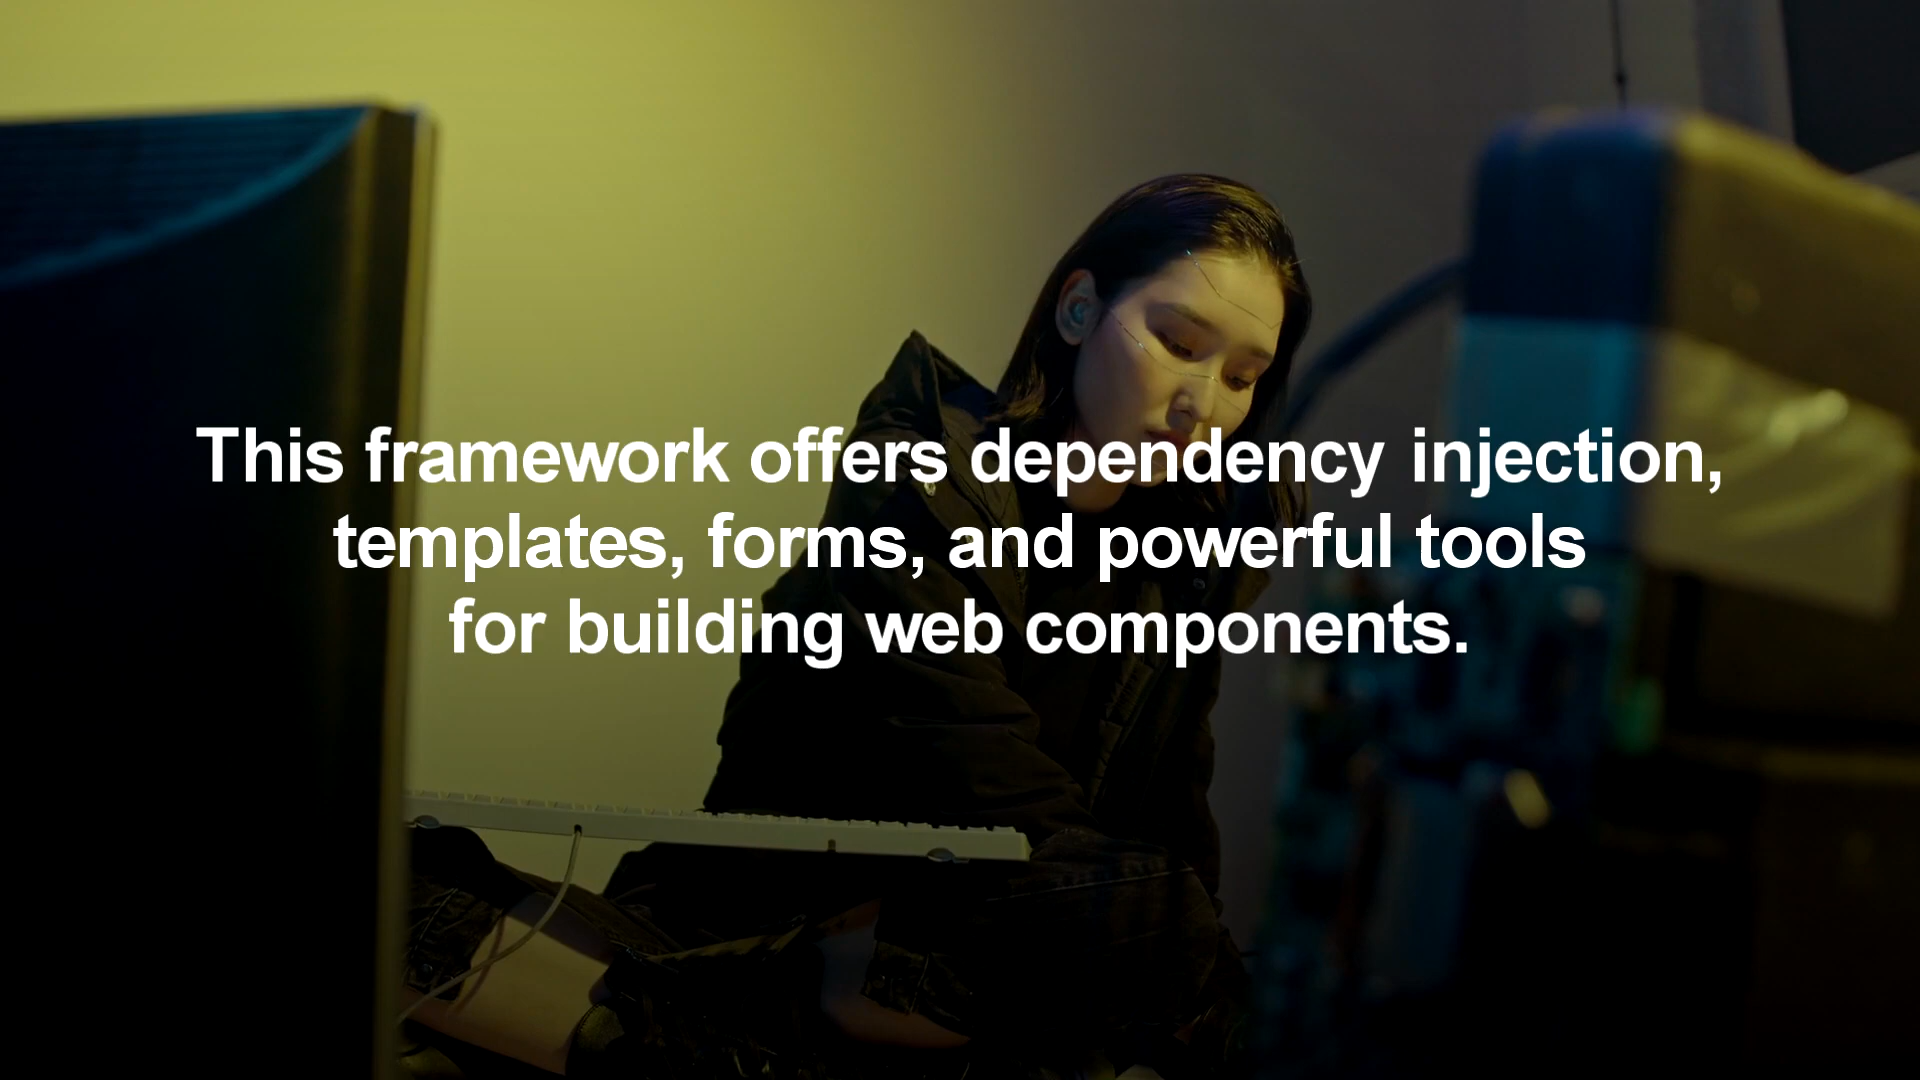 This framework offers dependency injection,
templates, forms, and powerful tools
for building web components.